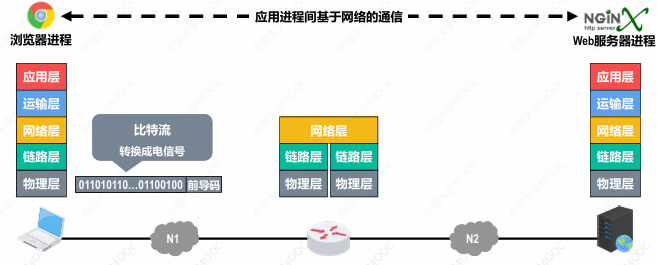 应用进程间基于网络的通信
浏览器进程
NGiNX
http server
Web服务器进程
应用层
运输层
网络层
链路层
物理层
比特流
转换成电信号
011010110...01100100 前导码
网络层
链路层 链路层
物理层 物理层
应用层
运输层
网络层
链路层
物理层
N1
N2